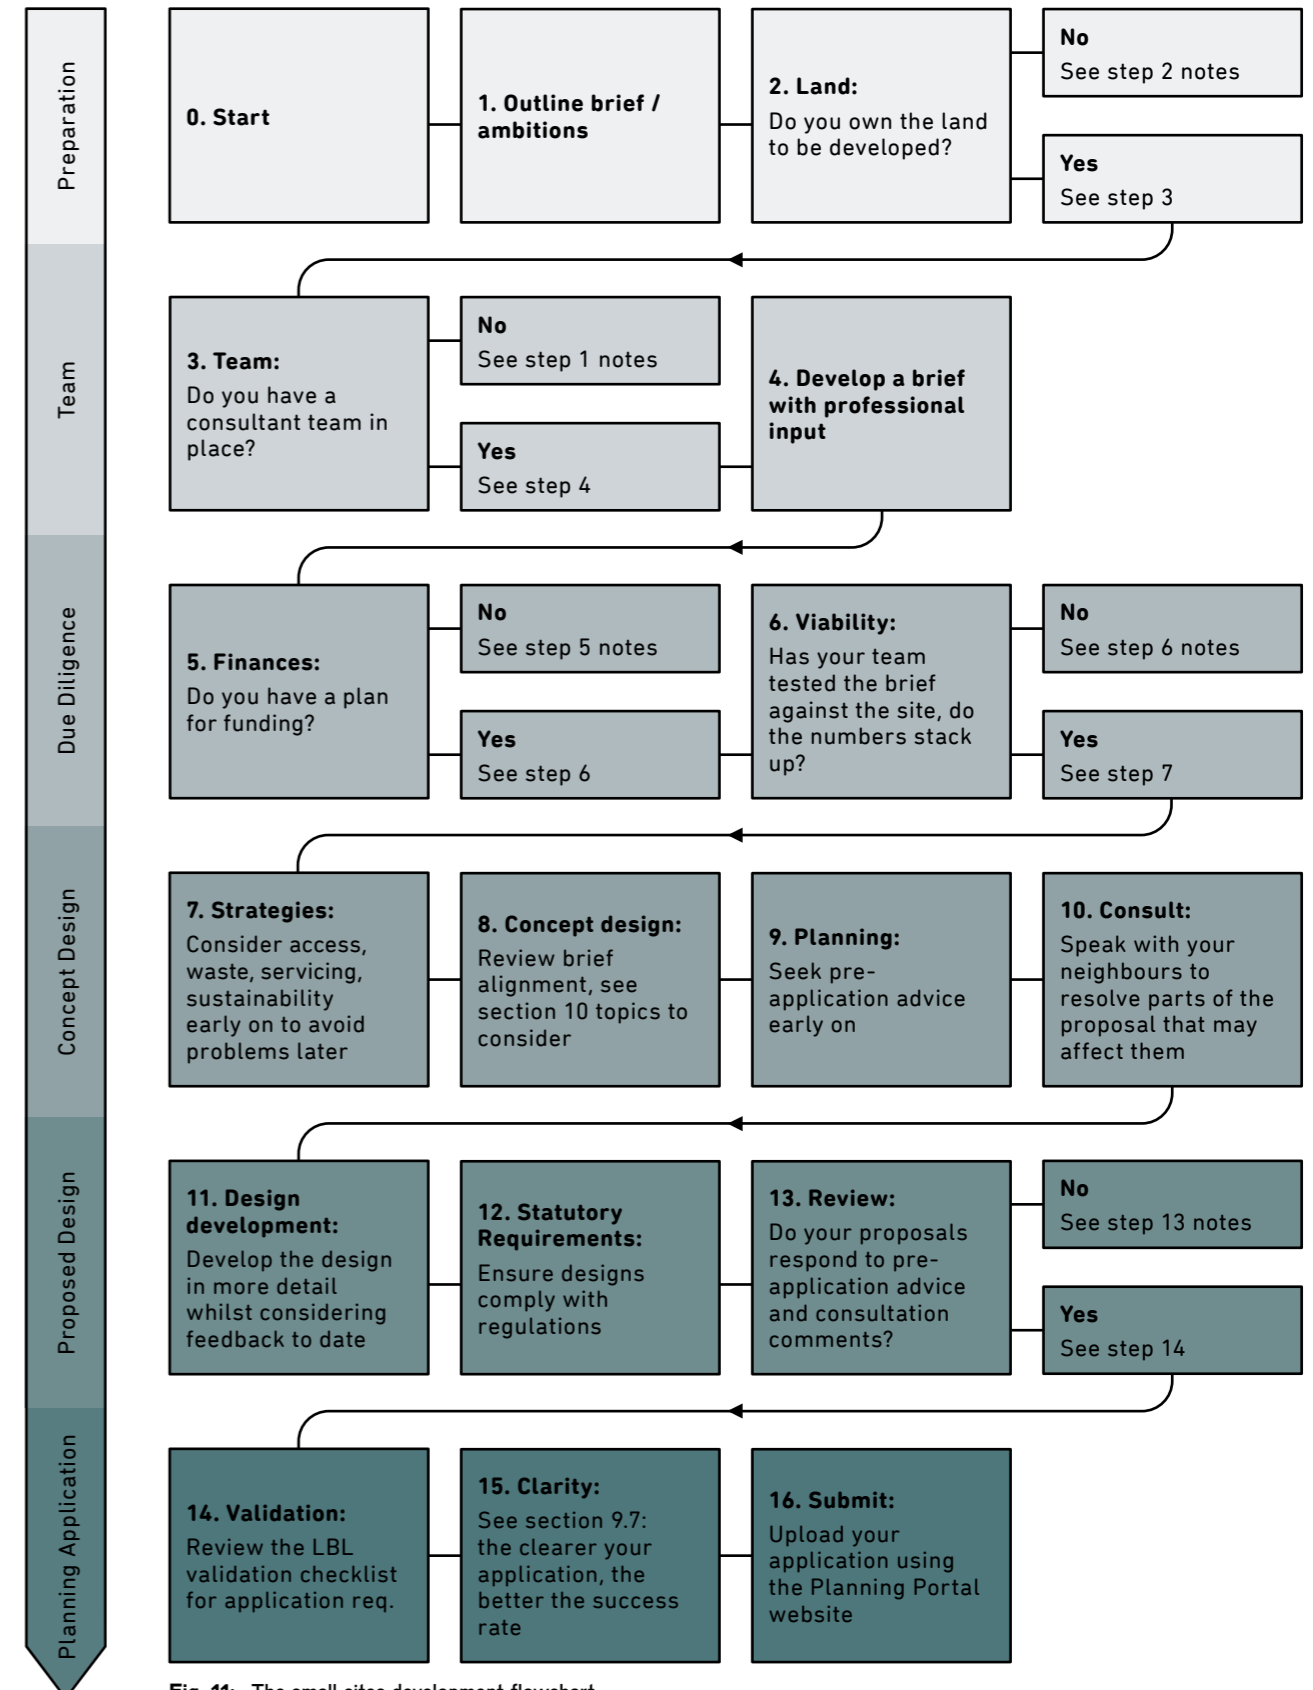 Preparation
0. Start
1. Outline brief /
ambitions
2. Land:
Do you own the land
to be developed?
No
See step 2 notes
Yes
See step 3
Team
3. Team:
Do you have a
consultant team in
place?
No
See step 1 notes
Yes
See step 4
4. Develop a brief
with professional
input
Due Diligence
5. Finances:
Do you have a plan
for funding?
No
See step 5 notes
Yes
See step 6
6. Viability:
Has your team
tested the brief
against the site, do
the numbers stack
up?
No
See step 6 notes
Yes
See step 7
Concept Design
7. Strategies:
Consider access,
waste, servicing,
sustainability
early on to avoid
problems later
8. Concept design:
Review brief
alignment, see
section 10 topics to
consider
9. Planning:
Seek pre-
application advice
early on
10. Consult:
Speak with your
neighbours to
resolve parts of the
proposal that may
affect them
Proposed Design
11. Design
development:
Develop the design
in more detail
whilst considering
feedback to date
12. Statutory
Requirements:
Ensure designs
comply with
regulations
13. Review:
Do your proposals
respond to pre-
application advice
and consultation
comments?
No
See step 13 notes
Yes
See step 14
Planning Application
14. Validation:
Review the LBL
validation checklist
for application req.
15. Clarity:
See section 9.7:
the clearer your
application, the
better the success
rate
16. Submit:
Upload your
application using
the Planning Portal
website
Fig. 11: The small sites development flowchart